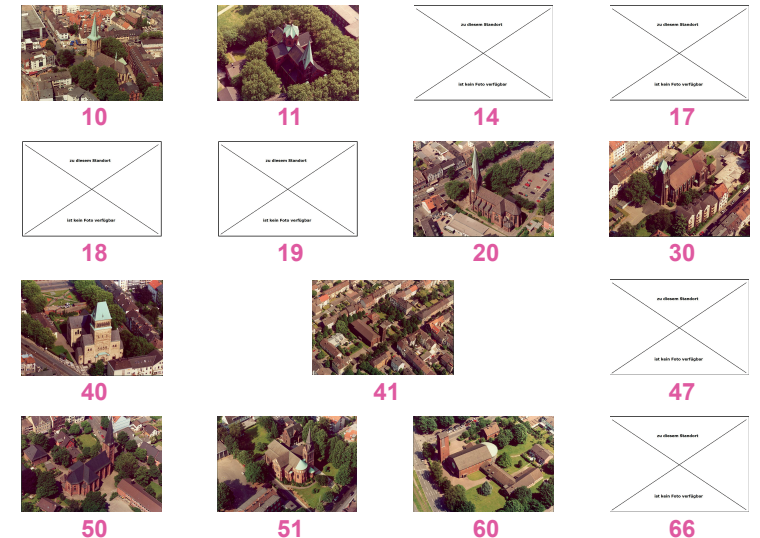 zu diesem Standort
ist kein Foto verfügbar
zu diesem Standort
ist kein Foto verfügbar
10
11
14
17
zu diesem Standort
ist kein Foto verfügbar
zu diesem Standort
ist kein Foto verfügbar
18
19
20
30
zu diesem Standort
ist kein Foto verfügbar
40
41
47
zu diesem Standort
ist kein Foto verfügbar
50
51
60
66